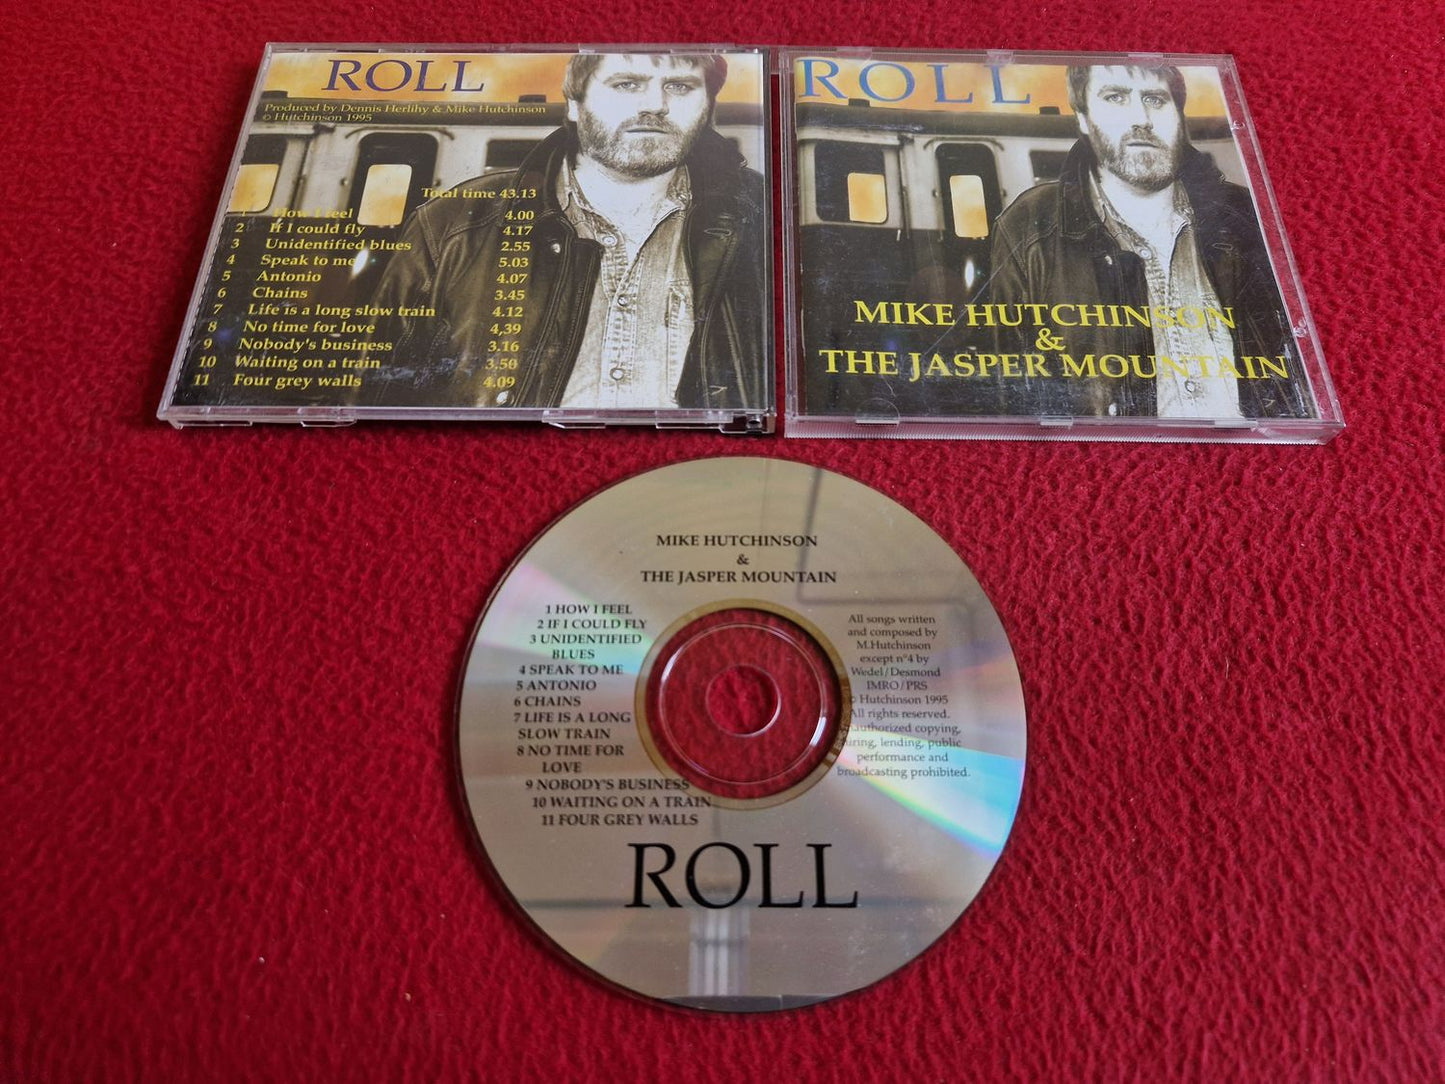 ROLL
Produced by Dennis Herlihy & Mike Hutchinson
© Hutchinson 1995
Total time 43.13
1 How I feel 4.00
2 If I could fly 4.17
3 Unidentified blues 2.55
4 Speak to me 5.03
5 Antonio 4.07
6 Chains 3.45
7 Life is a long slow train 4.12
8 No time for love 4,39
9 Nobody's business 3.16
10 Waiting on a train 3.50
11 Four grey walls 4.09
ROLL
MIKE HUTCHINSON
&
THE JASPER MOUNTAIN
MIKE HUTCHINSON
&
THE JASPER MOUNTAIN
1 HOW I FEEL
2 IF I COULD FLY
3 UNIDENTIFIED
BLUES
4 SPEAK TO ME
5 ANTONIO
6 CHAINS
7 LIFE IS A LONG
SLOW TRAIN
8 NO TIME FOR
LOVE
9 NOBODY'S BUSINESS
10 WAITING ON A TRAIN
11 FOUR GREY WALLS
All songs written
and composed by
M.Hutchinson
except n°4 by
Wedel/Desmond
IMRO/PRS
© Hutchinson 1995
All rights reserved.
copying,
lending, public
performance and
broadcasting prohibited.
ROLL